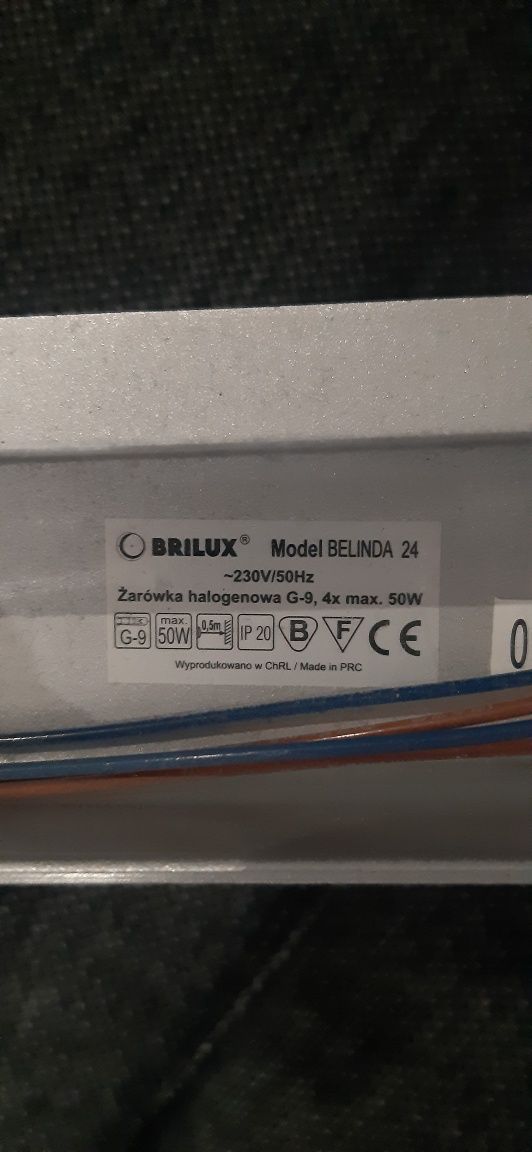 BRILUX® Model BELINDA 24
~230V/50Hz
Żarówka halogenowa G-9, 4x max. 50W
G-9 max. 50W 0,5m IP 20 B F CE
Wyprodukowano w ChRL / Made in PRC
0